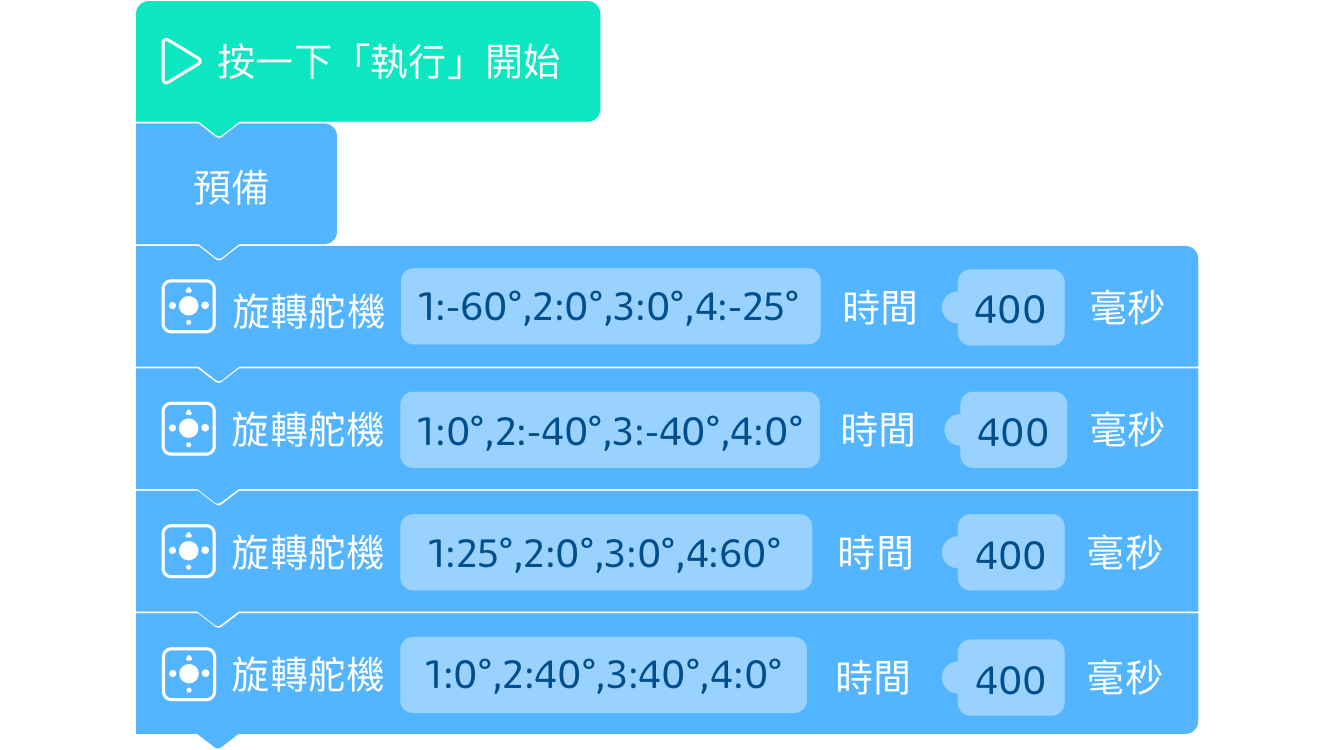 按一下「執行」開始
預備
旋轉舵機 1:-60°,2:0°,3:0°,4:-25° 時間 400 毫秒
旋轉舵機 1:0°,2:-40°,3:-40°,4:0° 時間 400 毫秒
旋轉舵機 1:25°,2:0°,3:0°,4:60° 時間 400 毫秒
旋轉舵機 1:0°,2:40°,3:40°,4:0° 時間 400 毫秒